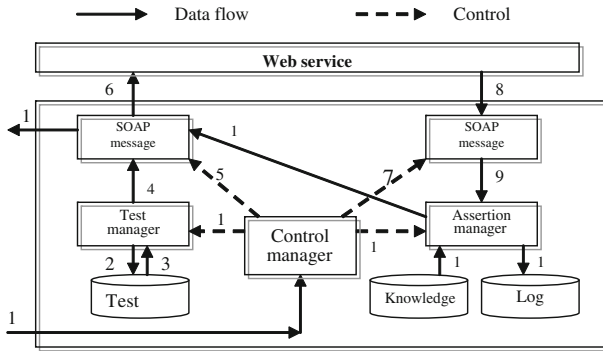 Data flow
Control
Web service
6
8
1
SOAP
message
1
SOAP
message
5
7
4
9
Test
manager
1
Control
manager
1
Assertion
manager
2
3
1
1
Test
Knowledge
Log
1